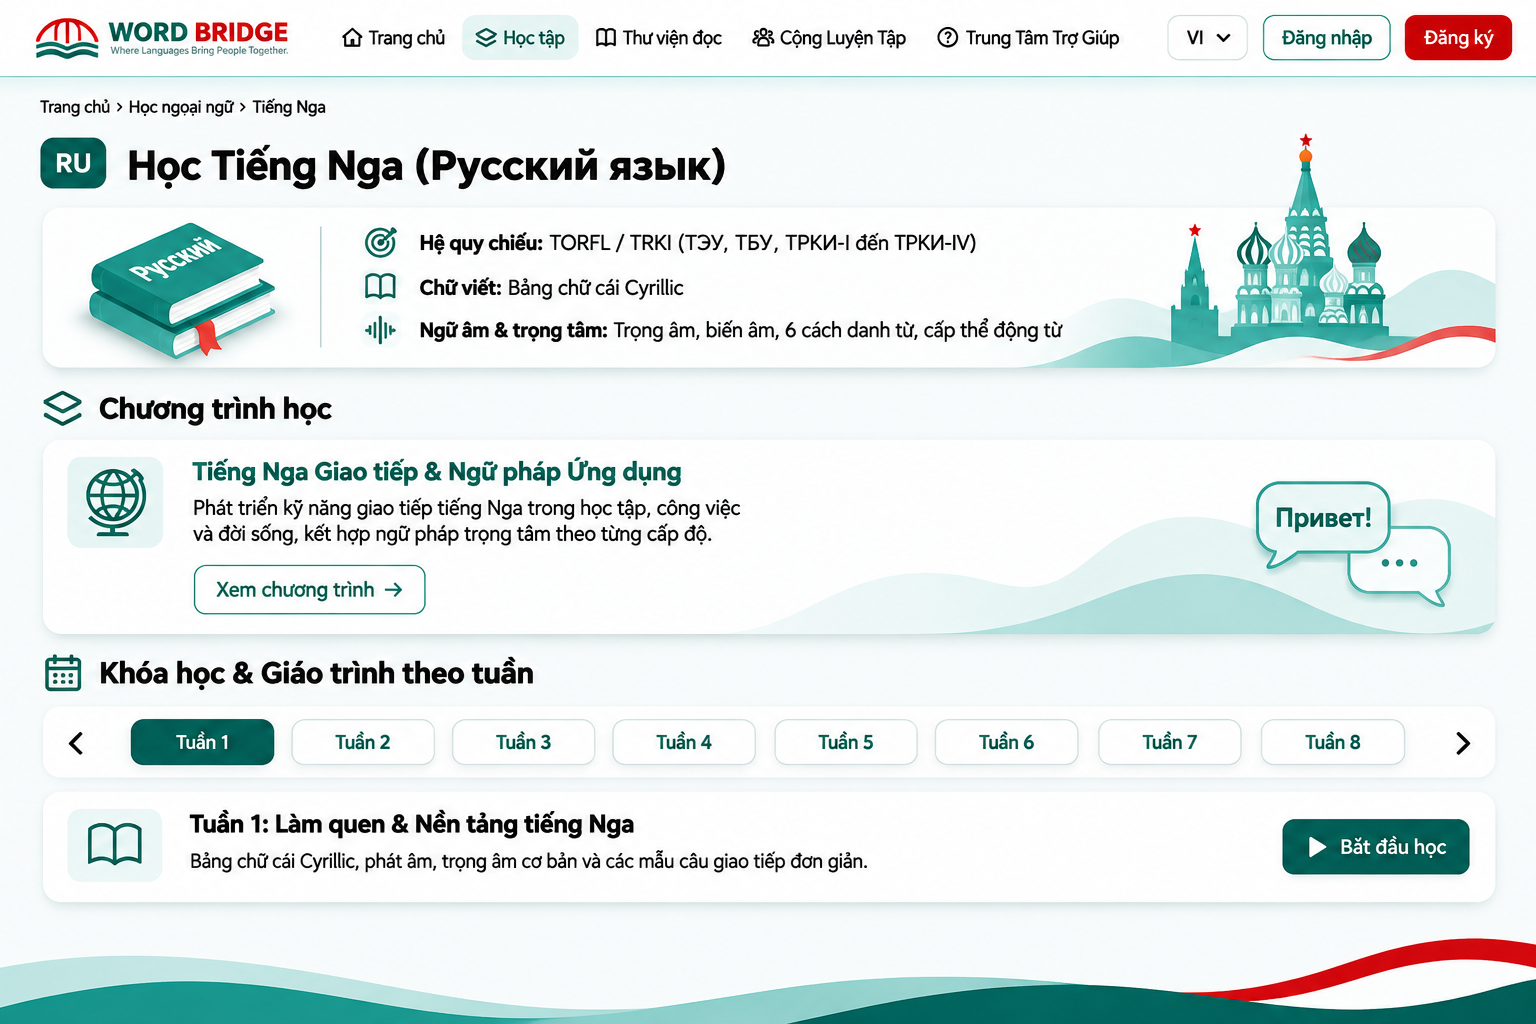 WORD BRIDGE
Where Languages Bring People Together.
Trang chủ
Học tập
Thư viện đọc
Cộng Luyện Tập
Trung Tâm Trợ Giúp
VI
Đăng nhập
Đăng ký
Trang chủ › Học ngoại ngữ › Tiếng Nga
RU
Học Tiếng Nga (Русский язык)
Русский
Hệ quy chiếu: TORFL / TRKI (ТЭУ, ТБУ, ТРКИ-I đến ТРКИ-IV)
Chữ viết: Bảng chữ cái Cyrillic
Ngữ âm & trọng tâm: Trọng âm, biến âm, 6 cách danh từ, cấp thể động từ
Chương trình học
Tiếng Nga Giao tiếp & Ngữ pháp Ứng dụng
Phát triển kỹ năng giao tiếp tiếng Nga trong học tập, công việc
và đời sống, kết hợp ngữ pháp trọng tâm theo từng cấp độ.
Xem chương trình →
Привет!
Khóa học & Giáo trình theo tuần
Tuần 1
Tuần 2
Tuần 3
Tuần 4
Tuần 5
Tuần 6
Tuần 7
Tuần 8
Tuần 1: Làm quen & Nền tảng tiếng Nga
Bảng chữ cái Cyrillic, phát âm, trọng âm cơ bản và các mẫu câu giao tiếp đơn giản.
Bắt đầu học